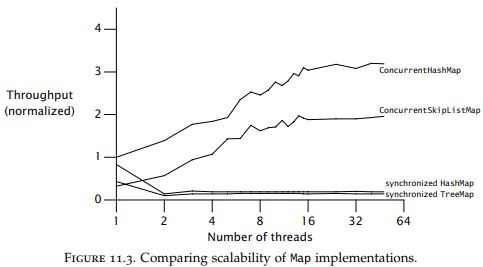 4
3
ConcurrentHashMap
Throughput
(normalized)
2
ConcurrentSkipListMap
1
synchronized HashMap
synchronized TreeMap
0
1 2 4 8 16 32 64
Number of threads
FIGURE 11.3. Comparing scalability of Map implementations.